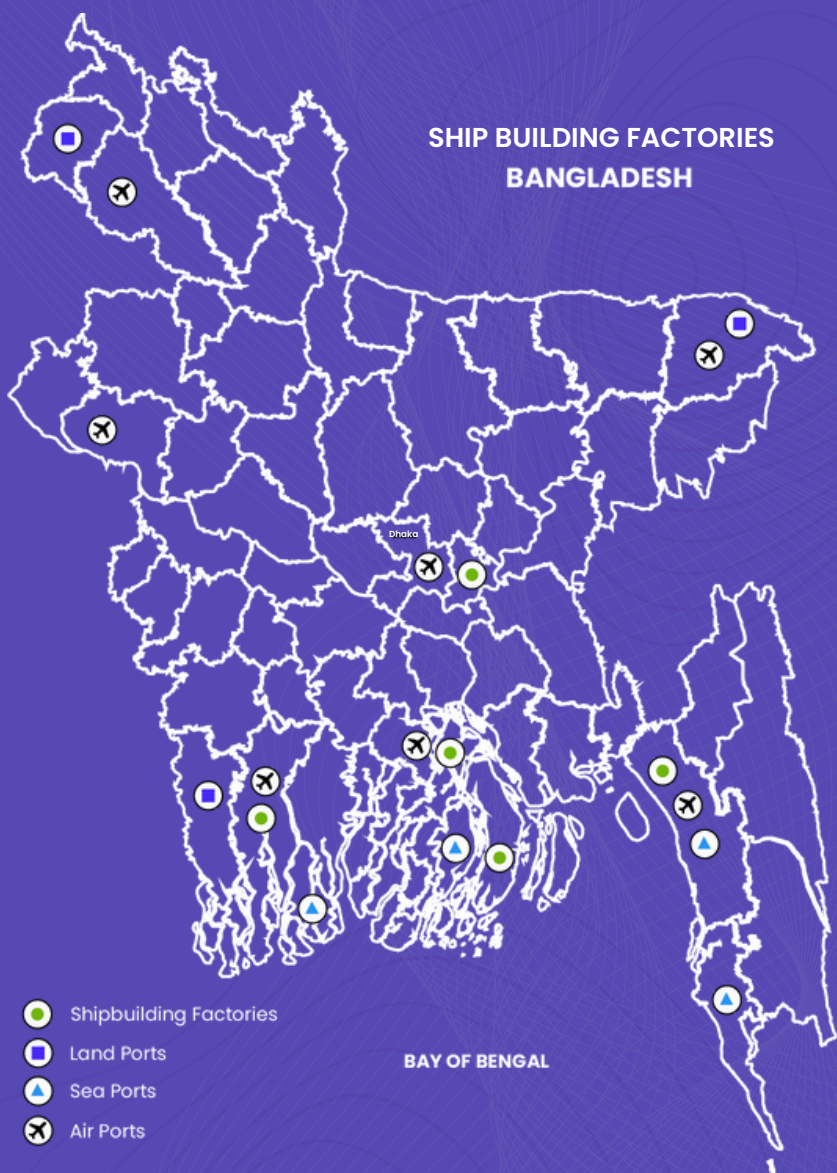 SHIP BUILDING FACTORIES
BANGLADESH
Dhaka
Shipbuilding Factories
Land Ports
Sea Ports
Air Ports
BAY OF BENGAL